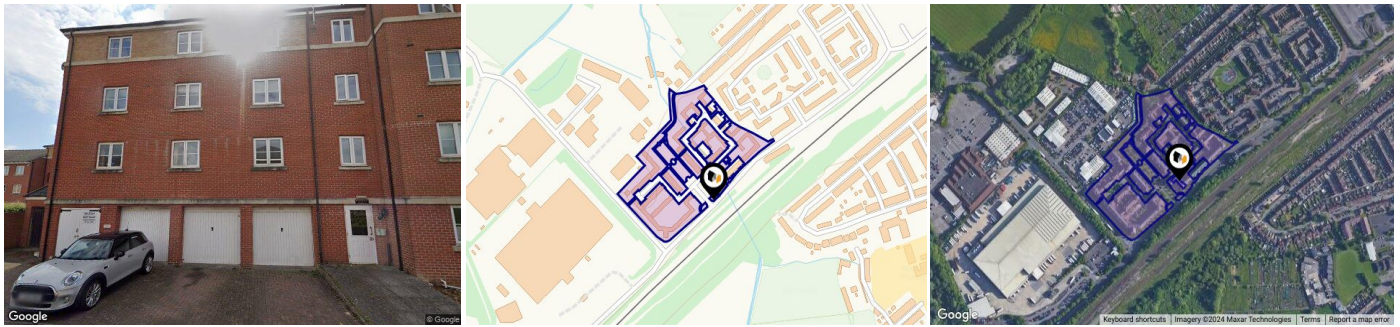 Google
© Google
Google
Keyboard shortcuts
Imagery ©2024 Maxar Technologies
Terms
Report a map error